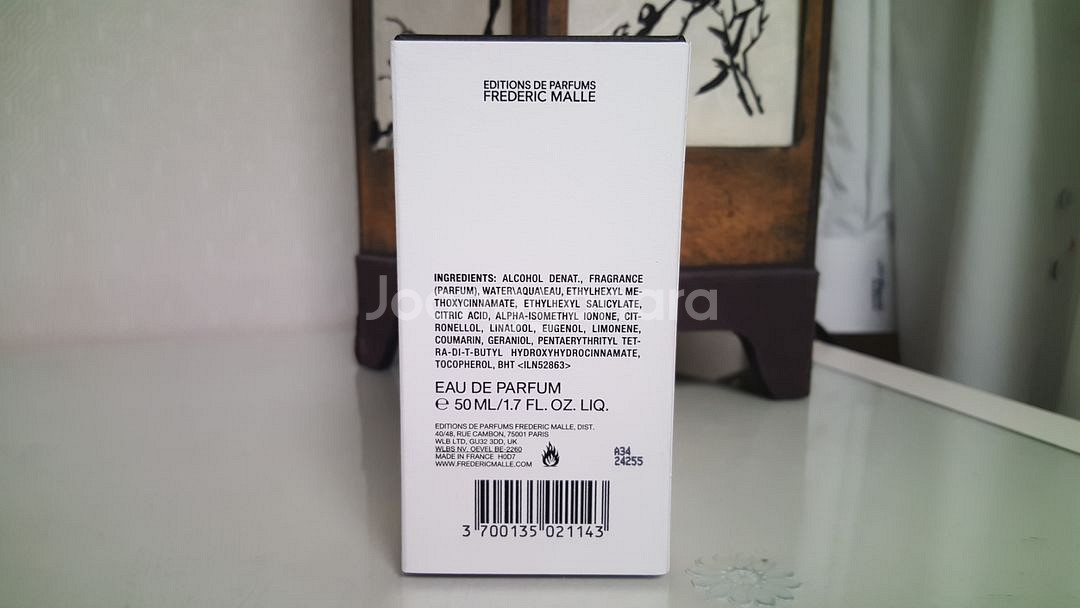 EDITIONS DE PARFUMS
FREDERIC MALLE
INGREDIENTS: ALCOHOL DENAT., FRAGRANCE
(PARFUM), WATER\AQUA\EAU, ETHYLHEXYL ME-
THOXYCINNAMATE, ETHYLHEXYL SALICYLATE,
CITRIC ACID, ALPHA-ISOMETHYL IONONE, CIT-
RONELLOL, LINALOOL, EUGENOL, LIMONENE,
COUMARIN, GERANIOL, PENTAERYTHRITYL TET-
RA-DI-T-BUTYL HYDROXYHYDROCINNAMATE,
TOCOPHEROL, BHT <ILN52863>
EAU DE PARFUM
℮ 50 ML/1.7 FL. OZ. LIQ.
EDITIONS DE PARFUMS FREDERIC MALLE, DIST.
40/48, RUE CAMBON, 75001 PARIS
WLB LTD, GU32 3DD, UK
WLBS NV. OEVEL BE-2260
MADE IN FRANCE H0D7
WWW.FREDERICMALLE.COM
A34
24255
3 700135 021143